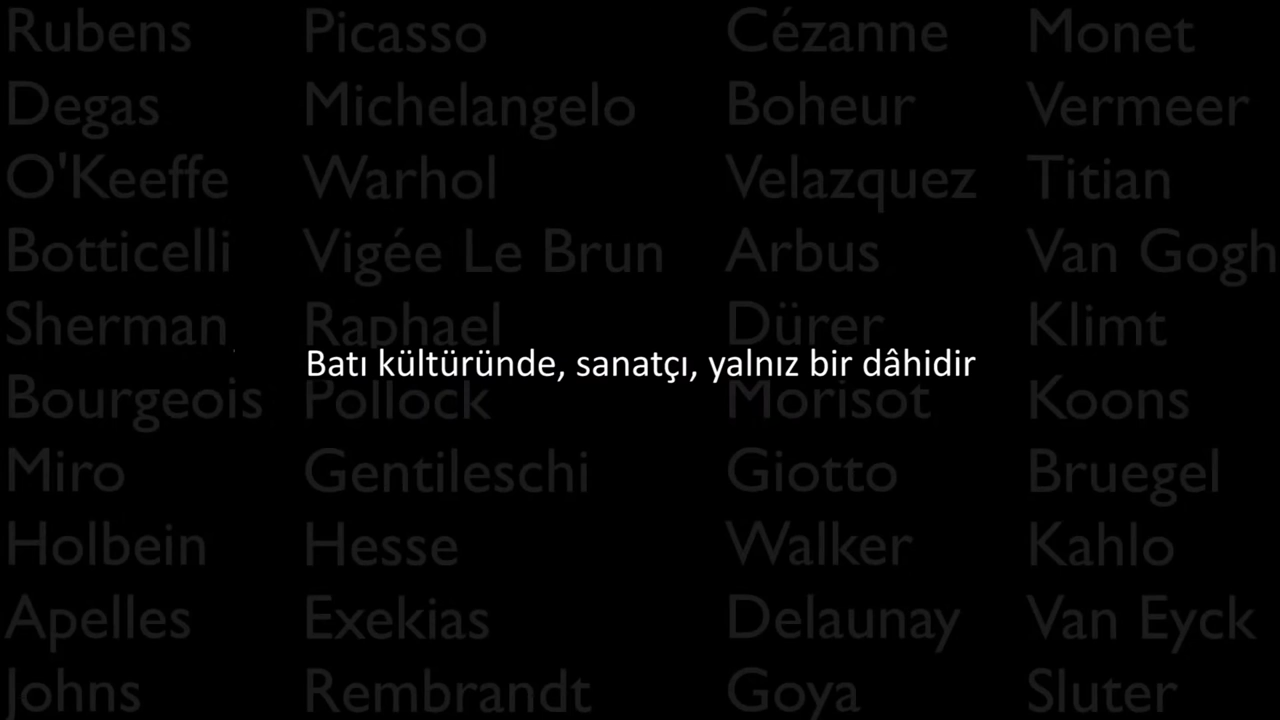 Rubens Picasso Cézanne Monet
Degas Michelangelo Boheur Vermeer
O'Keeffe Warhol Velazquez Titian
Botticelli Vigée Le Brun Arbus Van Gogh
Sherman Raphael Dürer Klimt
Batı kültüründe, sanatçı, yalnız bir dâhidir
Bourgeois Pollock Morisot Koons
Miro Gentileschi Giotto Bruegel
Holbein Hesse Walker Kahlo
Apelles Exekias Delaunay Van Eyck
Johns Rembrandt Goya Sluter